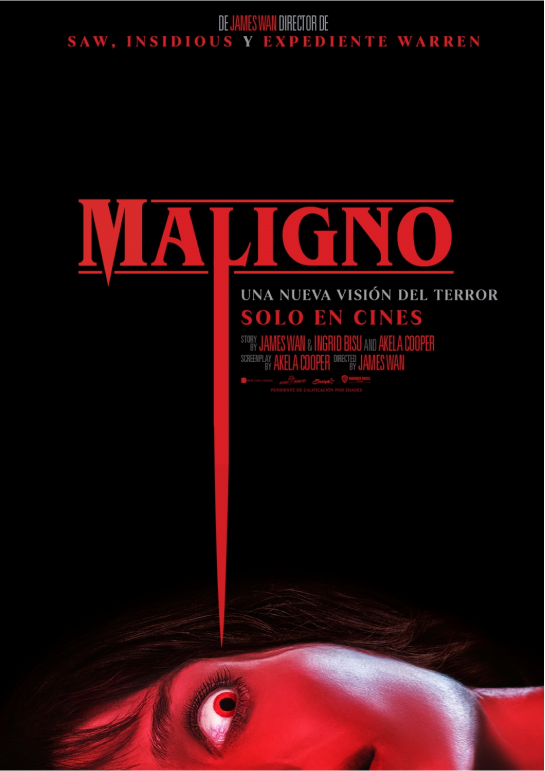 DE JAMES WAN DIRECTOR DE
SAW, INSIDIOUS Y EXPEDIENTE WARREN
MALIGNO
UNA NUEVA VISIÓN DEL TERROR
SOLO EN CINES
STORY BY JAMES WAN & INGRID BISU AND AKELA COOPER
SCREENPLAY BY AKELA COOPER DIRECTED BY JAMES WAN
PENDIENTE DE CALIFICACIÓN POR EDADES